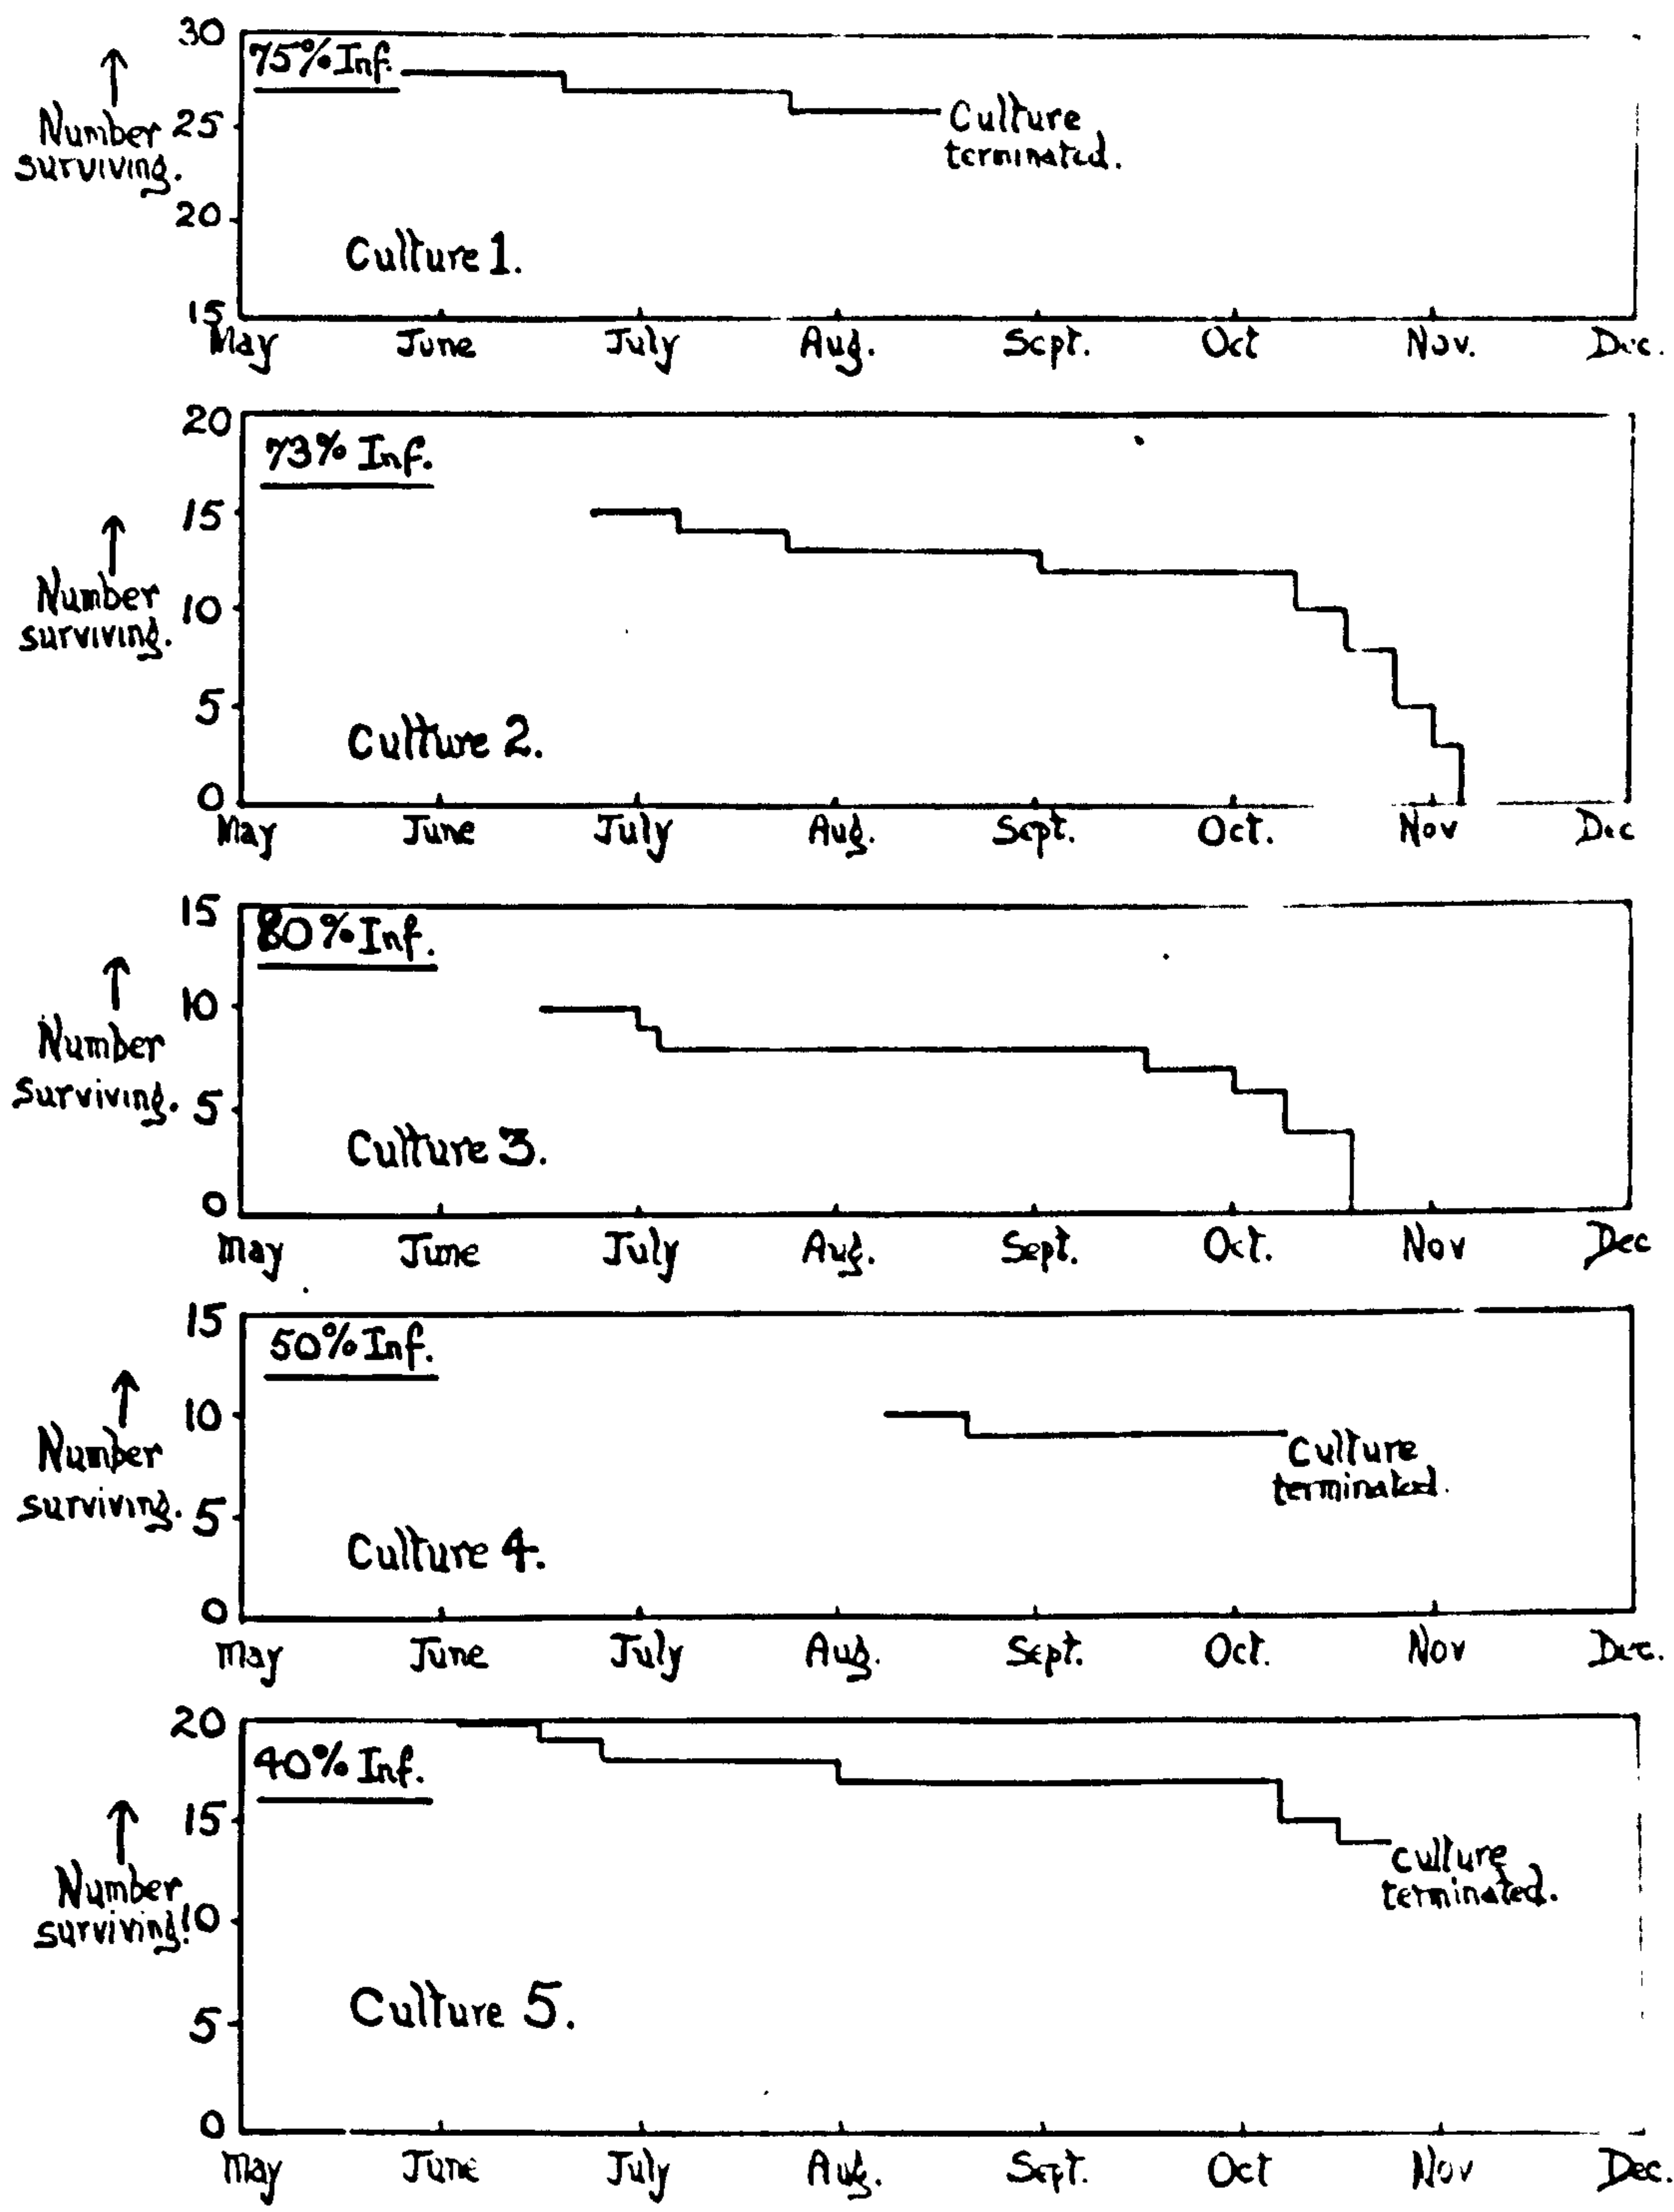 30
75% Inf.
↑
Number
surviving.
25
Culture
terminated.
20
Culture 1.
15
May June July Aug. Sept. Oct Nov. Dec.
20
73% Inf.
15
↑
Number
surviving.
10
5
Culture 2.
0
May June July Aug. Sept. Oct. Nov Dec
15
80% Inf.
↑
10
Number
Surviving.
5
Culture 3.
0
May June July Aug. Sept. Oct. Nov Dec
15
50% Inf.
↑
10
Number
surviving.
Culture
terminated.
5
Culture 4.
0
May June July Aug. Sept. Oct. Nov Dec.
20
40% Inf.
15
↑
Number
surviving.
Culture
terminated.
10
Culture 5.
5
0
May June July Aug. Sept. Oct Nov Dec.